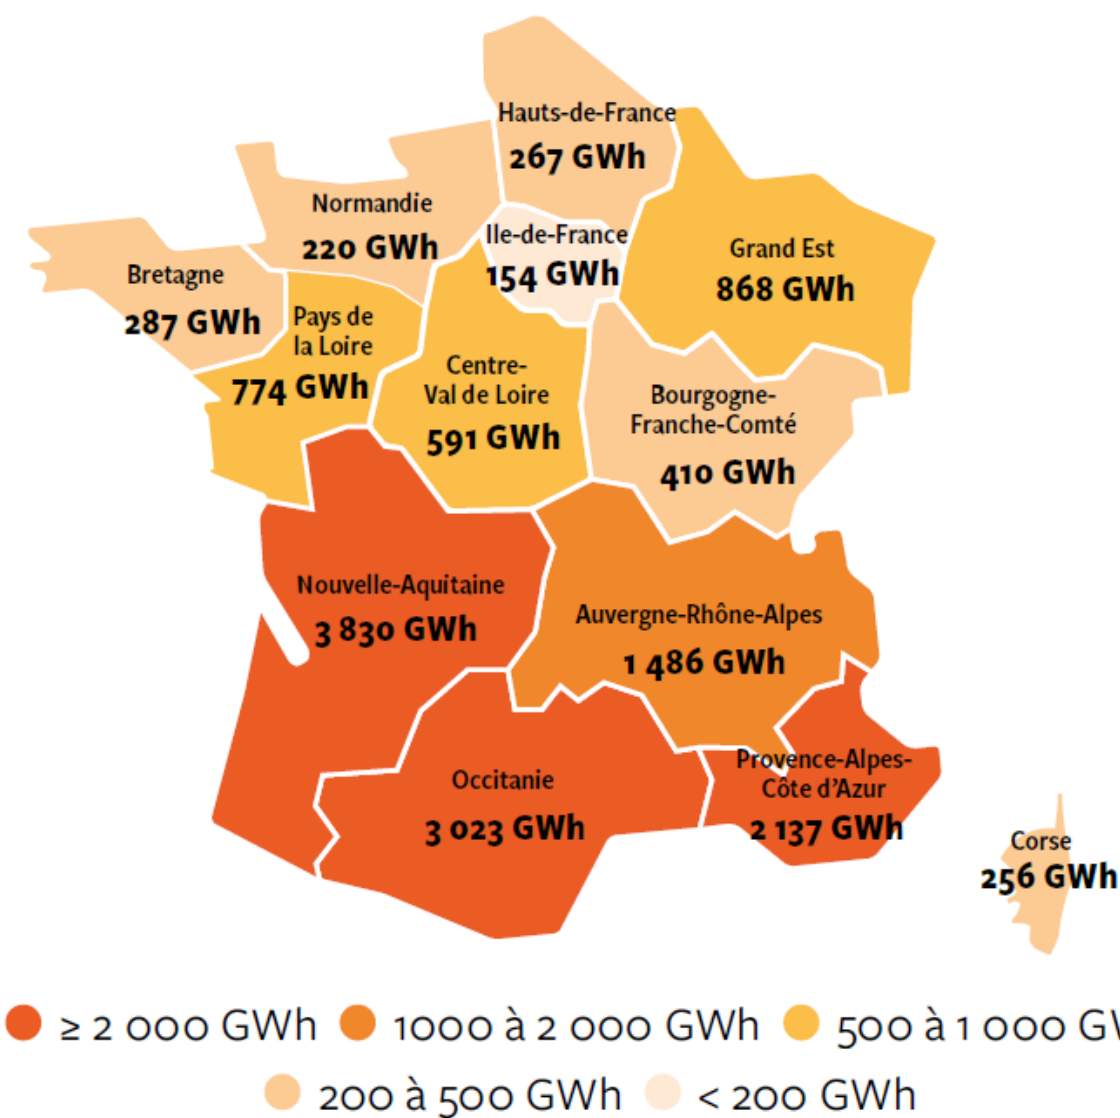 Hauts-de-France
267 GWh
Normandie
220 GWh
Ile-de-France
154 GWh
Grand Est
868 GWh
Bretagne
287 GWh
Pays de
la Loire
774 GWh
Centre-
Val de Loire
591 GWh
Bourgogne-
Franche-Comté
410 GWh
Nouvelle-Aquitaine
3 830 GWh
Auvergne-Rhône-Alpes
1 486 GWh
Occitanie
3 023 GWh
Provence-Alpes-
Côte d'Azur
2 137 GWh
Corse
256 GWh
≥ 2 000 GWh
1000 à 2 000 GWh
500 à 1 000 GW
200 à 500 GWh
< 200 GWh